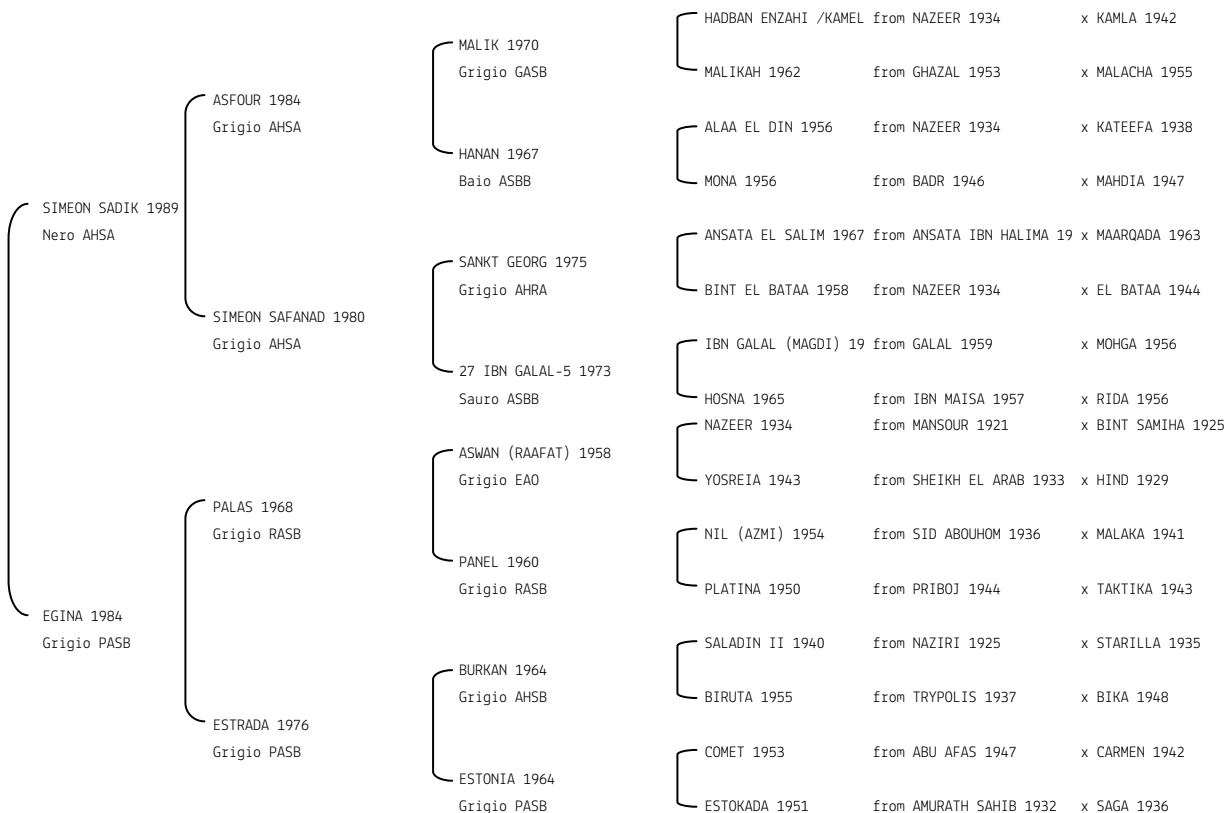 HADBAN ENZAHI /KAMEL from NAZEER 1934 x KAMLA 1942
MALIK 1970
Grigio GASB
MALIKAH 1962 from GHAZAL 1953 x MALACHA 1955
ASFOUR 1984
Grigio AHSA
ALAA EL DIN 1956 from NAZEER 1934 x KATEEFA 1938
HANAN 1967
Baio ASBB
MONA 1956 from BADR 1946 x MAHDIA 1947
SIMEON SADIK 1989
Nero AHSA
ANSATA EL SALIM 1967 from ANSATA IBN HALIMA 19 x MAARQADA 1963
SANKT GEORG 1975
Grigio AHRA
BINT EL BATAA 1958 from NAZEER 1934 x EL BATAA 1944
SIMEON SAFANAD 1980
Grigio AHSA
IBN GALAL (MAGDI) 19 from GALAL 1959 x MOHGA 1956
27 IBN GALAL-5 1973
Sauro ASBB
HOSNA 1965 from IBN MAISA 1957 x RIDA 1956
NAZEER 1934 from MANSOUR 1921 x BINT SAMIHA 1925
ASWAN (RAAFAT) 1958
Grigio EAO
YOSREIA 1943 from SHEIKH EL ARAB 1933 x HIND 1929
PALAS 1968
Grigio RASB
NIL (AZMI) 1954 from SID ABOUHOM 1936 x MALAKA 1941
PANEL 1960
Grigio RASB
PLATINA 1950 from PRIBOJ 1944 x TAKTIKA 1943
EGINA 1984
Grigio PASB
SALADIN II 1940 from NAZIRI 1925 x STARILLA 1935
BURKAN 1964
Grigio AHSB
BIRUTA 1955 from TRYPOLIS 1937 x BIKA 1948
ESTRADA 1976
Grigio PASB
COMET 1953 from ABU AFAS 1947 x CARMEN 1942
ESTONIA 1964
Grigio PASB
ESTOKADA 1951 from AMURATH SAHIB 1932 x SAGA 1936